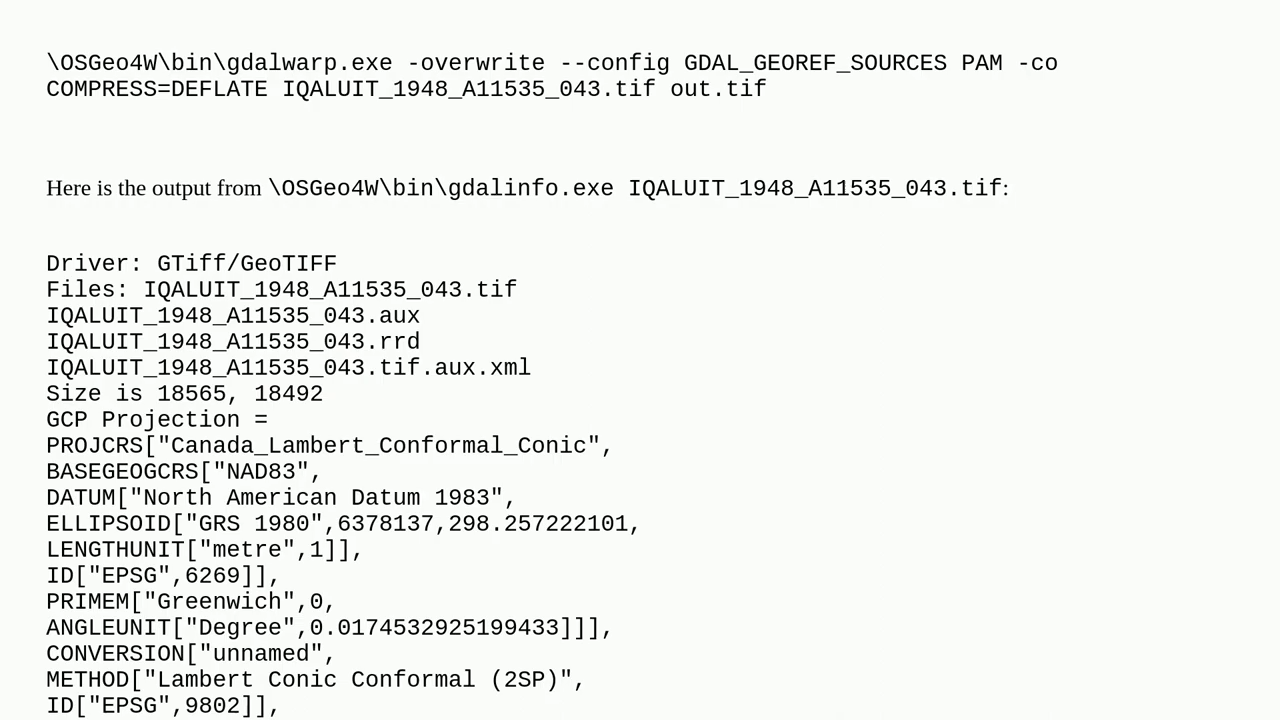 \OSGeo4W\bin\gdalwarp.exe -overwrite --config GDAL_GEOREF_SOURCES PAM -co
COMPRESS=DEFLATE IQALUIT_1948_A11535_043.tif out.tif
Here is the output from \OSGeo4W\bin\gdalinfo.exe IQALUIT_1948_A11535_043.tif:
Driver: GTiff/GeoTIFF
Files: IQALUIT_1948_A11535_043.tif
IQALUIT_1948_A11535_043.aux
IQALUIT_1948_A11535_043.rrd
IQALUIT_1948_A11535_043.tif.aux.xml
Size is 18565, 18492
GCP Projection =
PROJCRS["Canada_Lambert_Conformal_Conic",
BASEGEOGCRS["NAD83",
DATUM["North American Datum 1983",
ELLIPSOID["GRS 1980",6378137,298.257222101,
LENGTHUNIT["metre",1]],
ID["EPSG",6269]],
PRIMEM["Greenwich",0,
ANGLEUNIT["Degree",0.0174532925199433]]],
CONVERSION["unnamed",
METHOD["Lambert Conic Conformal (2SP)",
ID["EPSG",9802]],